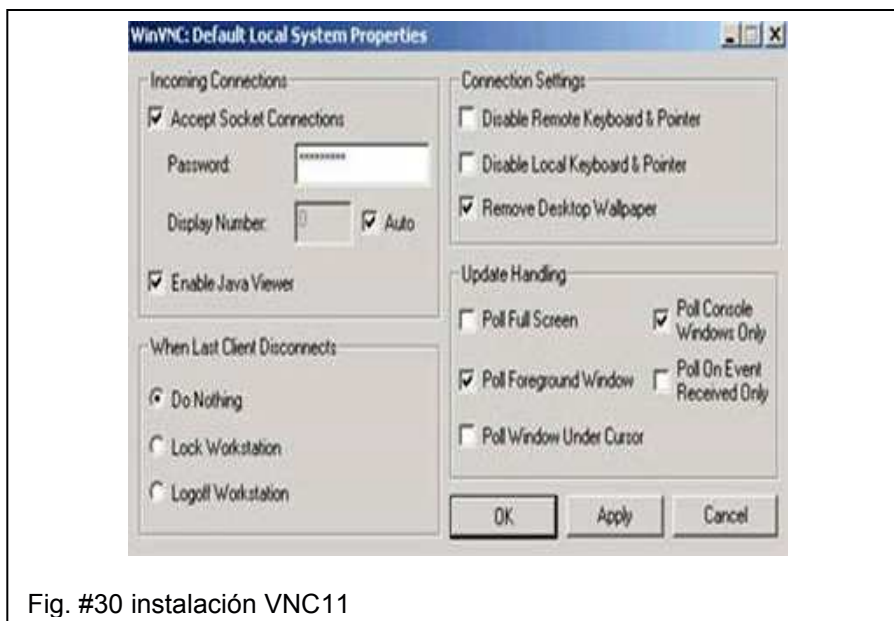 WinVNC: Default Local System Properties
Incoming Connections
Accept Socket Connections
Password:
*********
Display Number:
0
Auto
Enable Java Viewer
When Last Client Disconnects
Do Nothing
Lock Workstation
Logoff Workstation
Connection Settings
Disable Remote Keyboard & Pointer
Disable Local Keyboard & Pointer
Remove Desktop Wallpaper
Update Handling
Poll Full Screen
Poll Console
Windows Only
Poll Foreground Window
Poll On Event
Received Only
Poll Window Under Cursor
OK
Apply
Cancel
Fig. #30 instalación VNC11